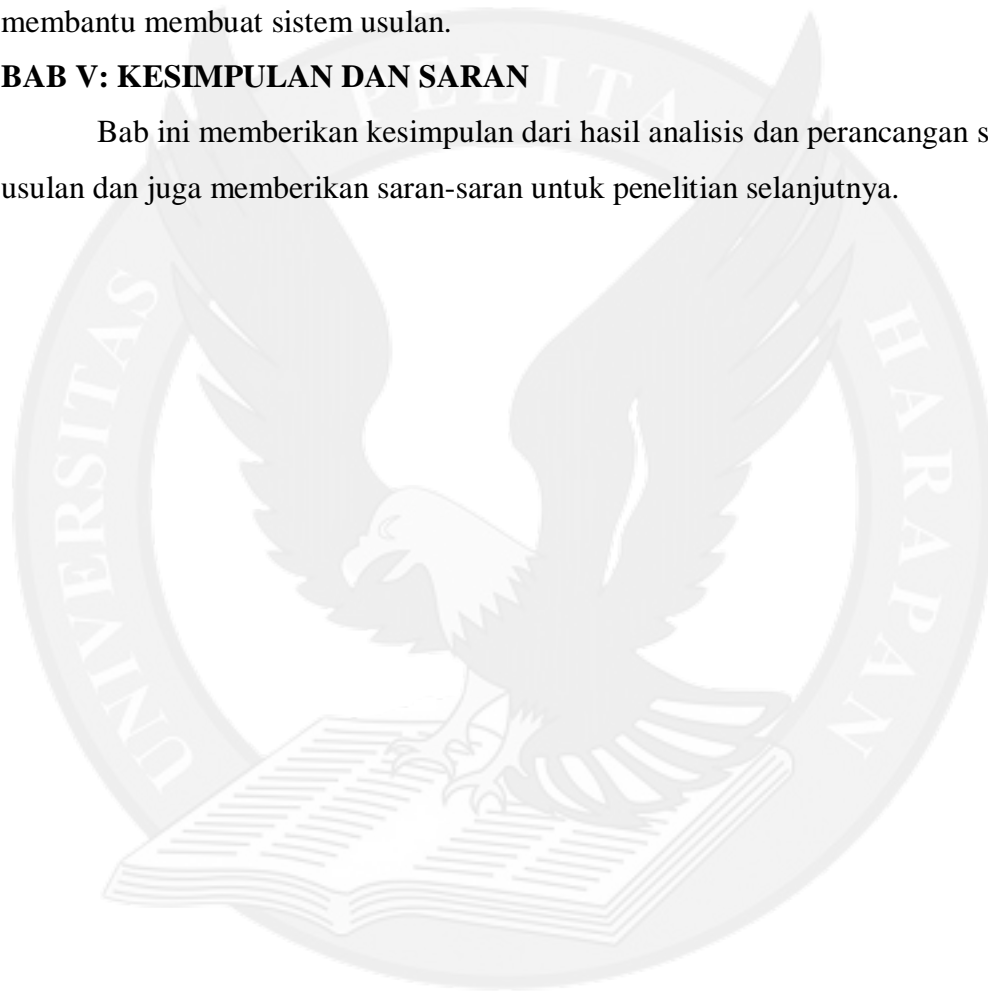 membantu membuat sistem usulan.
BAB V: KESIMPULAN DAN SARAN
Bab ini memberikan kesimpulan dari hasil analisis dan perancangan s
usulan dan juga memberikan saran-saran untuk penelitian selanjutnya.
UNIVERSITAS PELITA HARAPAN